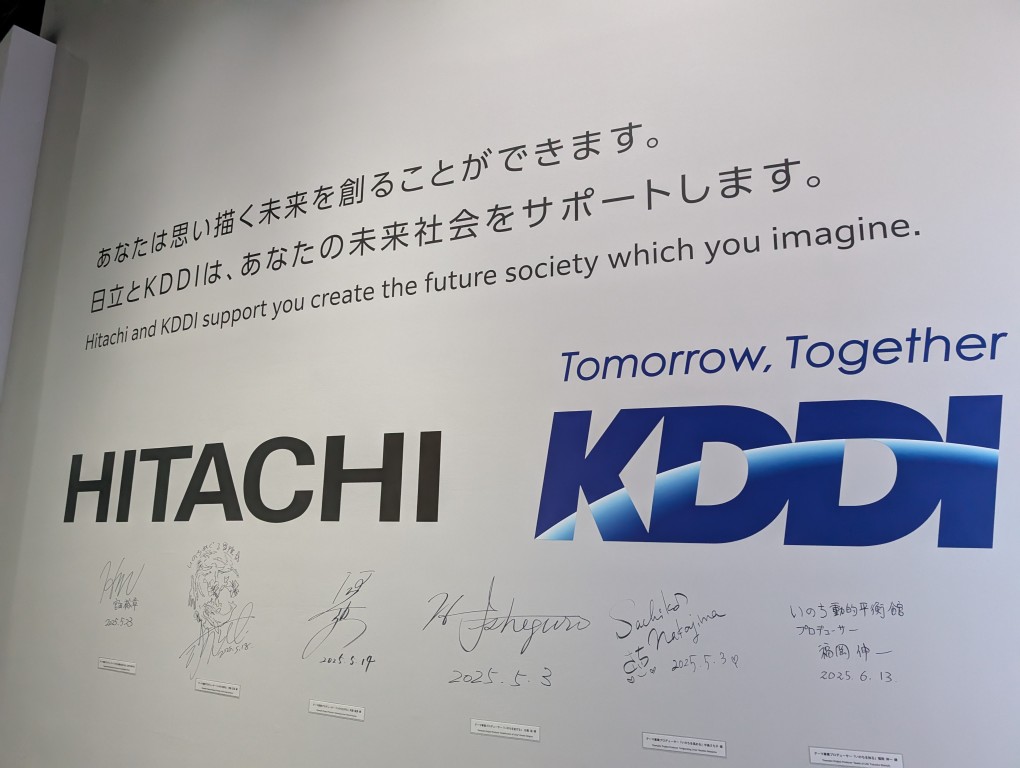 あなたは思い描く未来を創ることができます。
日立とKDDIは、あなたの未来社会をサポートします。
Hitachi and KDDI support you create the future society which you imagine.
Tomorrow, Together
KDDI
HITACHI
2025.5.23
2025.5.18
2025.5.14
H Ishiguro
2025.5.3
Sachiko
Nakajima
2025.5.3
いのち動的平衡館
プロデューサー
福岡伸一
2025.6.13